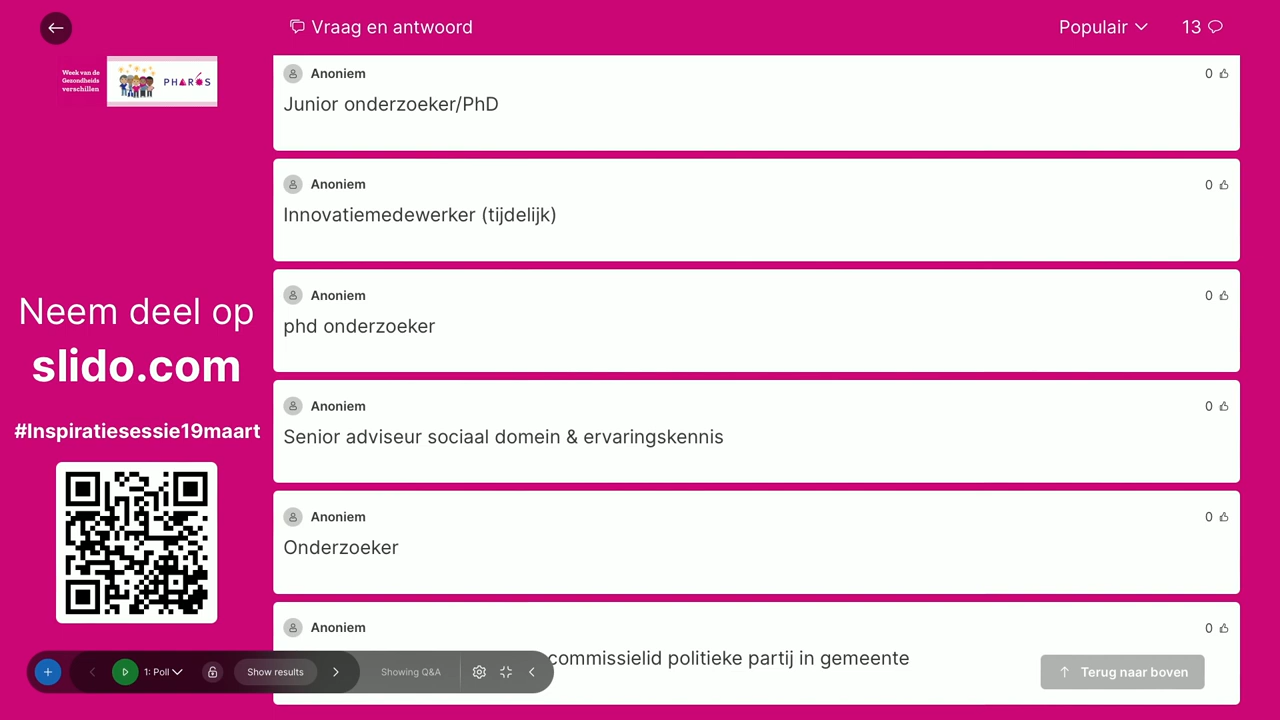 Vraag en antwoord
Populair
13
Week van de
Gezondheids
verschillen
PHAROS
Neem deel op
slido.com
#Inspiratiesessie19maart
Anoniem
0
Junior onderzoeker/PhD
Anoniem
0
Innovatiemedewerker (tijdelijk)
Anoniem
0
phd onderzoeker
Anoniem
0
Senior adviseur sociaal domein & ervaringskennis
Anoniem
0
Onderzoeker
Anoniem
0
commissielid politieke partij in gemeente
Terug naar boven
1: Poll
Show results
Showing Q&A